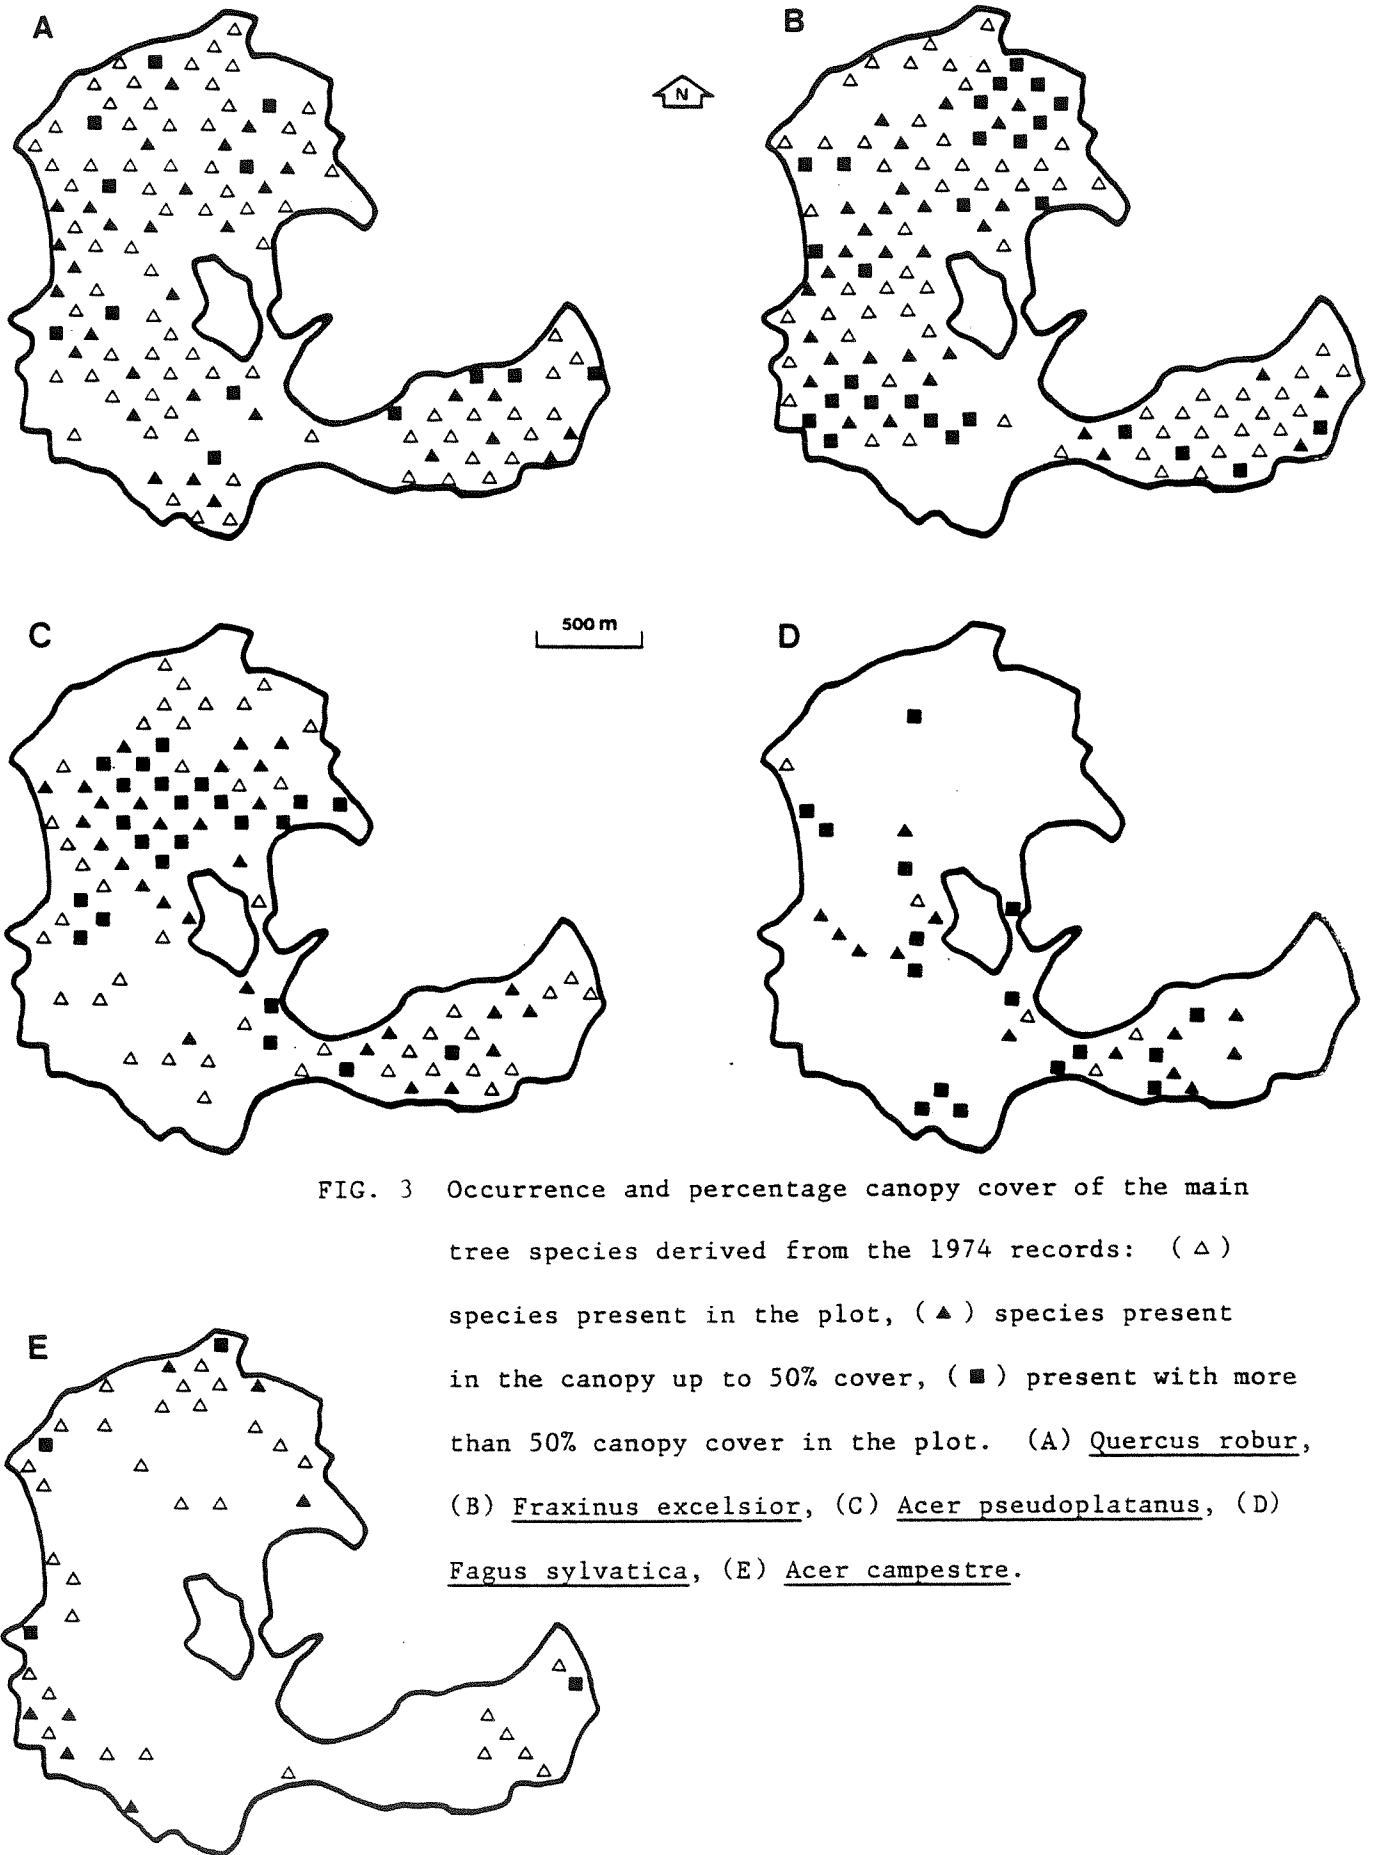 A
B
N
C
500 m
D
FIG. 3 Occurrence and percentage canopy cover of the main
tree species derived from the 1974 records: (△)
species present in the plot, (▲) species present
in the canopy up to 50% cover, (■) present with more
than 50% canopy cover in the plot. (A) Quercus robur,
(B) Fraxinus excelsior, (C) Acer pseudoplatanus, (D)
Fagus sylvatica, (E) Acer campestre.
E